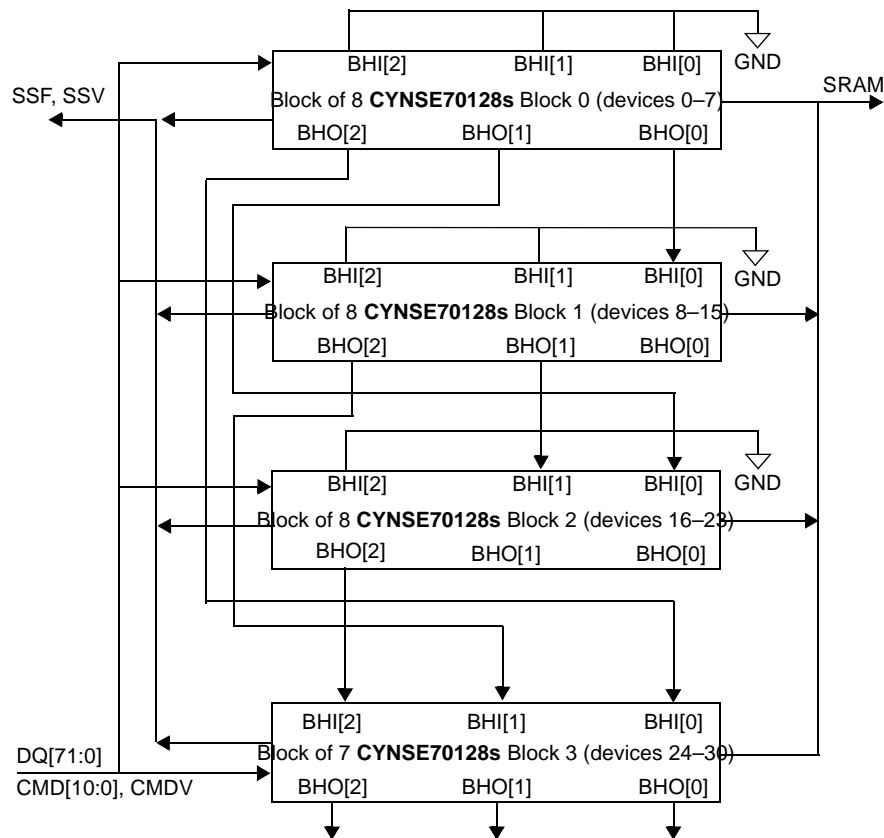 BHI[2] BHI[1] BHI[0] GND
SSF, SSV
SRAM
Block of 8 CYNSE70128s Block 0 (devices 0–7)
BHO[2] BHO[1] BHO[0]
BHI[2] BHI[1] BHI[0] GND
Block of 8 CYNSE70128s Block 1 (devices 8–15)
BHO[2] BHO[1] BHO[0]
BHI[2] BHI[1] BHI[0] GND
Block of 8 CYNSE70128s Block 2 (devices 16–23)
BHO[2] BHO[1] BHO[0]
BHI[2] BHI[1] BHI[0]
DQ[71:0]
Block of 7 CYNSE70128s Block 3 (devices 24–30)
CMD[10:0], CMDV
BHO[2] BHO[1] BHO[0]